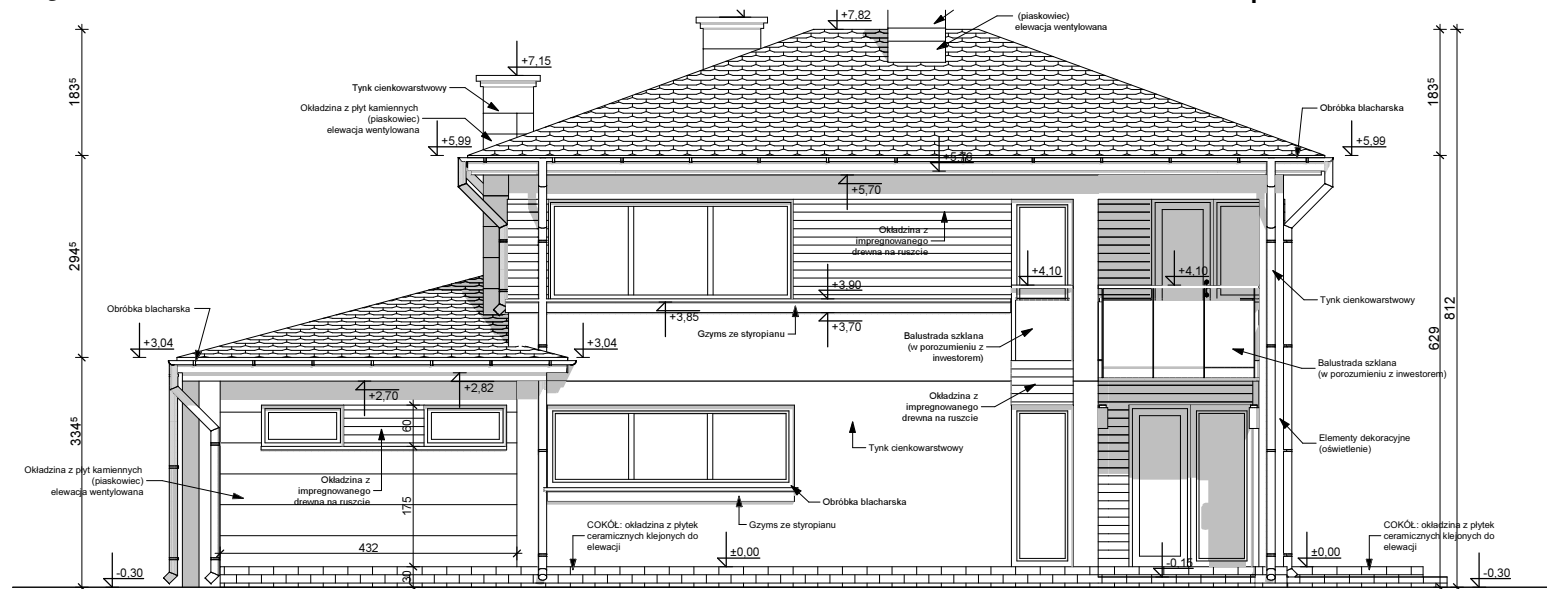 +7,82
(piaskowiec)
elewacja wentylowana
+7,15
Tynk cienkowarstwowy
Okładzina z płyt kamiennych
(piaskowiec)
elewacja wentylowana
+5,99
1835
1835
Obróbka blacharska
+5,99
+5,70
Okładzina z
impregnowanego
drewna na ruszcie
2945
+4,10
+4,10
+3,90
+3,85
+3,70
Gzyms ze styropianu
Tynk cienkowarstwowy
812
629
Obróbka blacharska
+3,04
+3,04
Balustrada szklana
(w porozumieniu z
inwestorem)
Balustrada szklana
(w porozumieniu z inwestorem)
+2,82
+2,70
Okładzina z
impregnowanego
drewna na ruszcie
60
3345
Tynk cienkowarstwowy
Elementy dekoracyjne
(oświetlenie)
Okładzina z płyt kamiennych
(piaskowiec)
elewacja wentylowana
Okładzina z
impregnowanego
drewna na ruszcie
175
Obróbka blacharska
Gzyms ze styropianu
COKÓŁ: okładzina z płytek
ceramicznych klejonych do
elewacji
COKÓŁ: okładzina z płytek
ceramicznych klejonych do
elewacji
432
±0,00
±0,00
-0,15
-0,30
30
-0,30